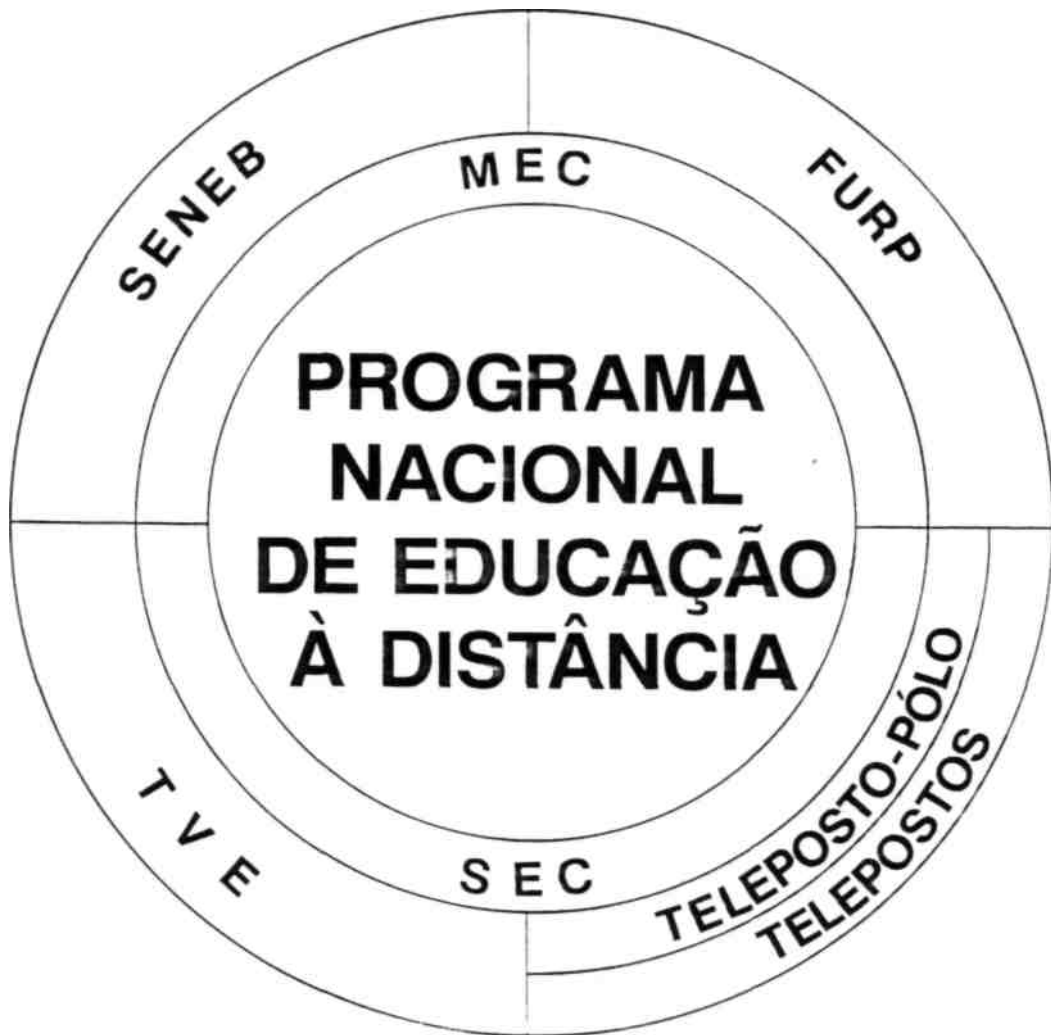 SENEB
FURP
MEC
PROGRAMA
NACIONAL
DE EDUCAÇÃO
À DISTÂNCIA
TVE
SEC
TELEPOSTO-PÓLO
TELEPOSTOS